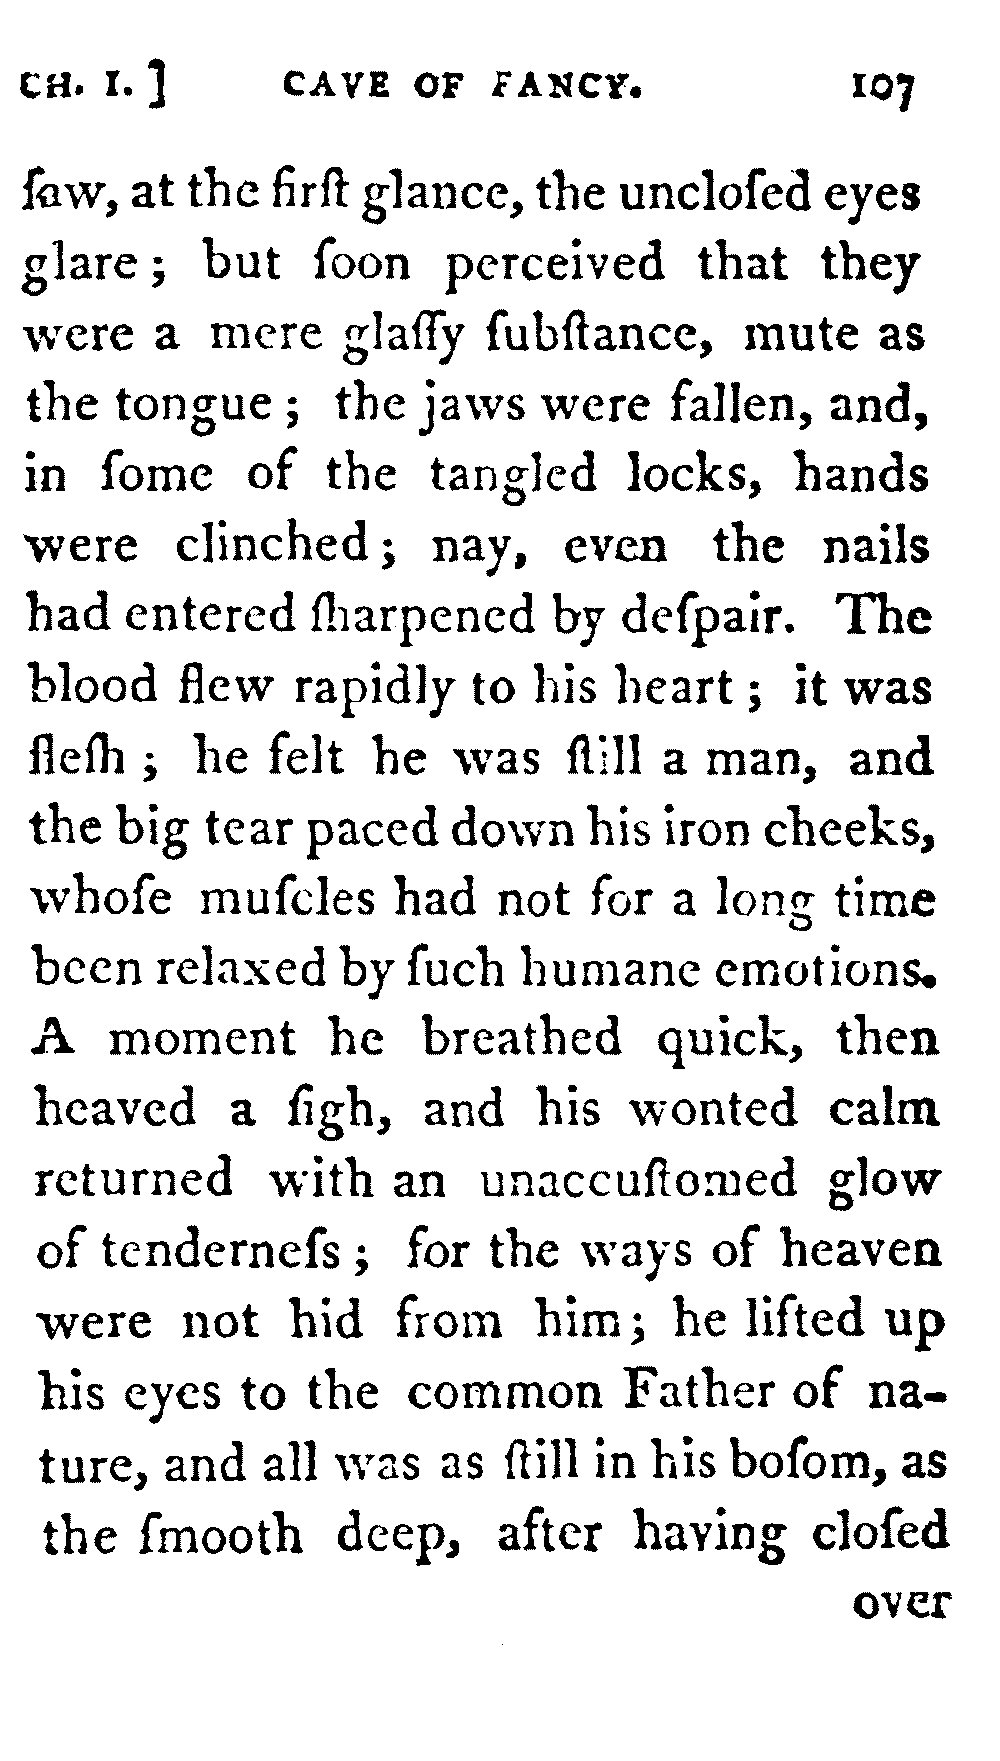 CH. I. ] CAVE OF FANCY. 107
ſaw, at the firſt glance, the uncloſed eyes
glare ; but ſoon perceived that they
were a mere glaſſy ſubſtance, mute as
the tongue ; the jaws were fallen, and,
in ſome of the tangled locks, hands
were clinched ; nay, even the nails
had entered ſharpened by deſpair. The
blood flew rapidly to his heart ; it was
fleſh ; he felt he was ſtill a man, and
the big tear paced down his iron cheeks,
whoſe muſcles had not for a long time
been relaxed by ſuch humane emotions.
A moment he breathed quick, then
heaved a ſigh, and his wonted calm
returned with an unaccuſtomed glow
of tenderneſs ; for the ways of heaven
were not hid from him ; he lifted up
his eyes to the common Father of na-
ture, and all was as ſtill in his boſom, as
the ſmooth deep, after having cloſed
over